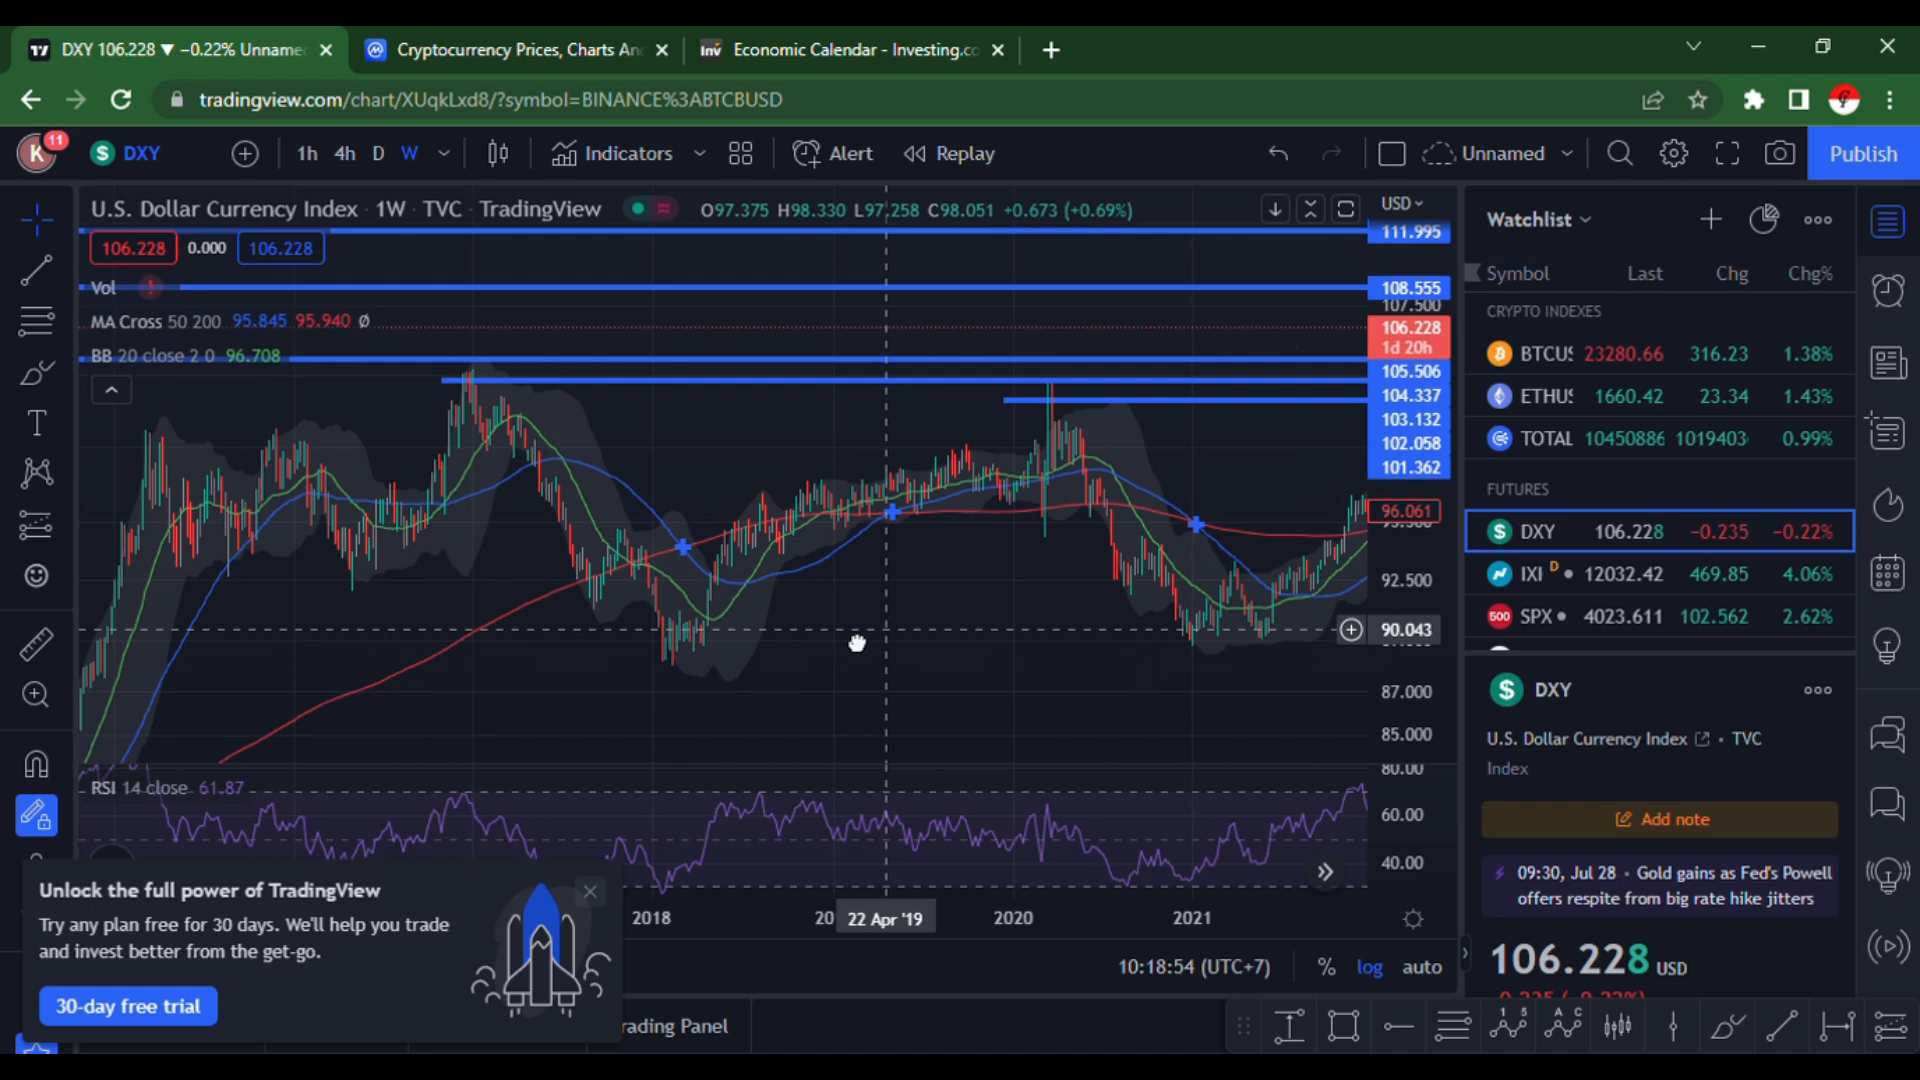 DXY 106.228 ▼ −0.22% Unname
Cryptocurrency Prices, Charts An
Inv Economic Calendar - Investing.co
tradingview.com/chart/XUqkLxd8/?symbol=BINANCE%3ABTCBUSD
K 11 $ DXY 1h 4h D W Indicators Alert Replay Unnamed Publish
U.S. Dollar Currency Index · 1W · TVC · TradingView O97.375 H98.330 L97.258 C98.051 +0.673 (+0.69%) USD
106.228 0.000 106.228
Vol
MA Cross 50 200 95.845 95.940 Ø
BB 20 close 2 0 96.708
111.995
108.555
107.500
106.228
1d 20h
105.506
104.337
103.132
102.058
101.362
96.061
92.500
90.043
87.000
85.000
RSI 14 close 61.87
80.00
60.00
40.00
2018 20 22 Apr '19 2020 2021
10:18:54 (UTC+7) % log auto
Unlock the full power of TradingView
Try any plan free for 30 days. We'll help you trade
and invest better from the get-go.
30-day free trial
rading Panel
Watchlist
Symbol Last Chg Chg%
CRYPTO INDEXES
BTCUS 23280.66 316.23 1.38%
ETHUS 1660.42 23.34 1.43%
TOTAL 10450886 1019403 0.99%
FUTURES
$ DXY 106.228 −0.235 −0.22%
IXI D 12032.42 469.85 4.06%
500 SPX 4023.611 102.562 2.62%
$ DXY
U.S. Dollar Currency Index · TVC
Index
Add note
09:30, Jul 28 · Gold gains as Fed's Powell
offers respite from big rate hike jitters
106.228 USD
1 5 A C